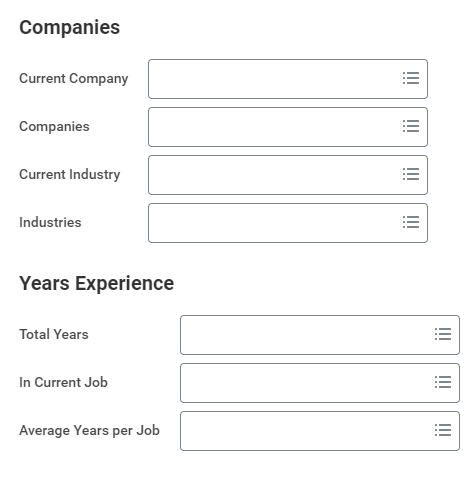 Companies
Current Company
Companies
Current Industry
Industries
Years Experience
Total Years
In Current Job
Average Years per Job